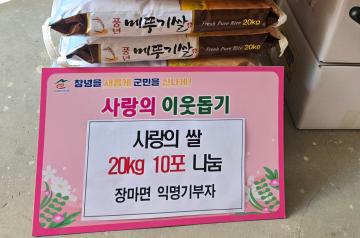 풍년 메뚜기쌀
Fresh Pure Rice 20kg
풍년 메뚜기쌀
Fresh Pure Rice 20kg
창녕을 새롭게 군민을 신나게!
사랑의 이웃돕기
사랑의 쌀
20kg 10포 나눔
장마면 익명기부자